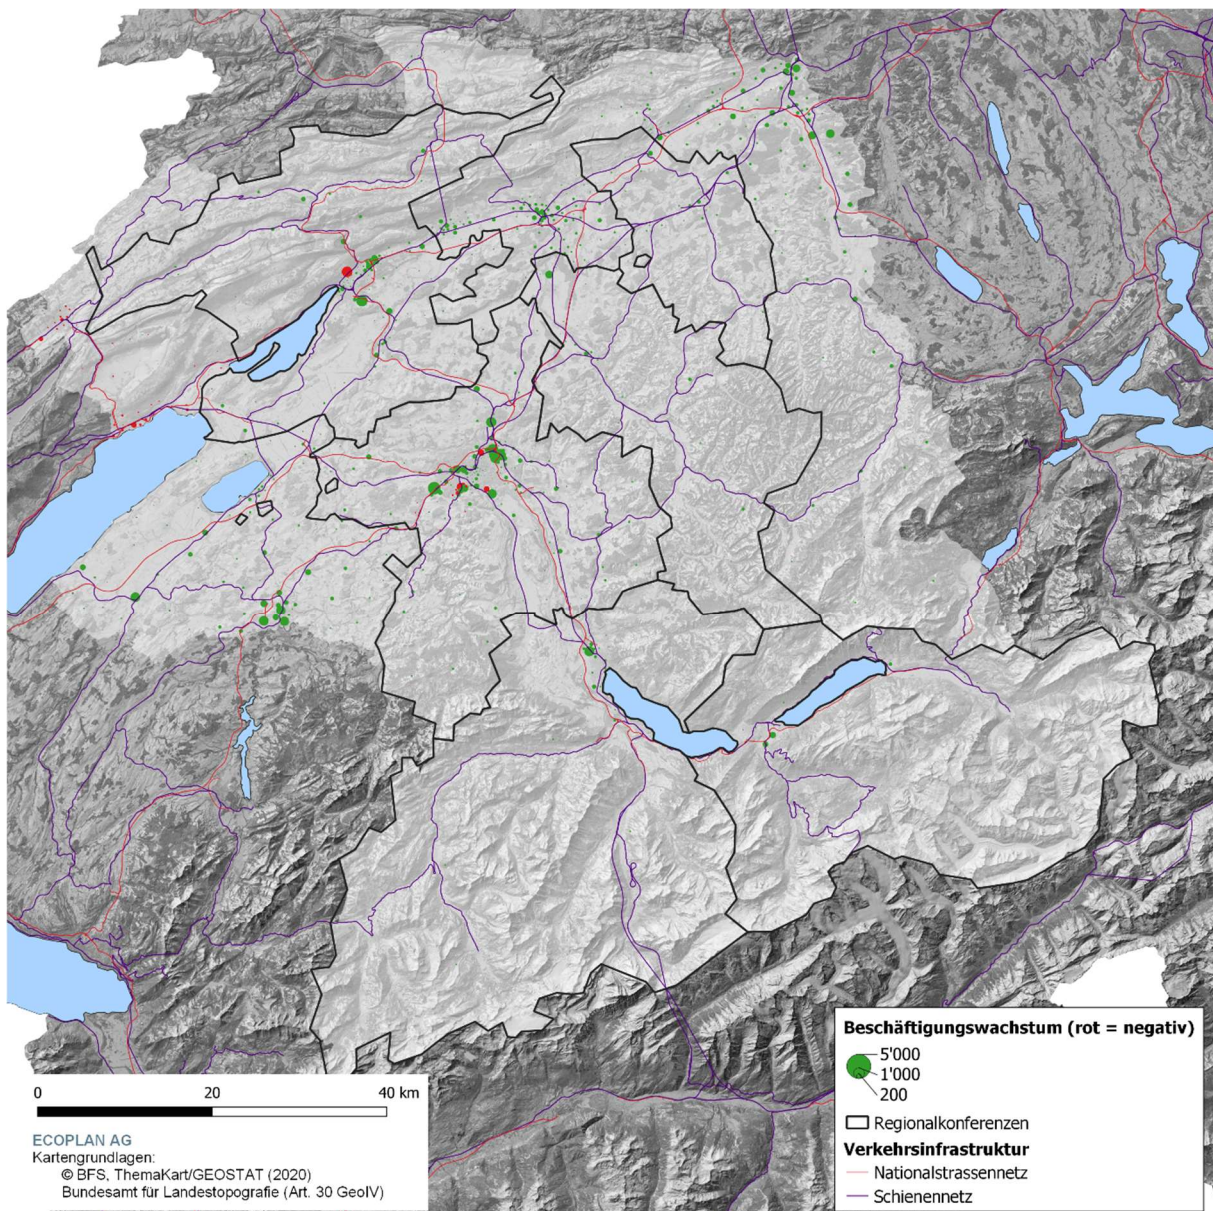 Beschäftigungswachstum (rot = negativ)
5'000
1'000
200
Regionalkonferenzen
Verkehrsinfrastruktur
Nationalstrassennetz
Schienennetz
0 20 40 km
ECOPLAN AG
Kartengrundlagen:
© BFS, ThemaKart/GEOSTAT (2020)
Bundesamt für Landestopografie (Art. 30 GeoIV)